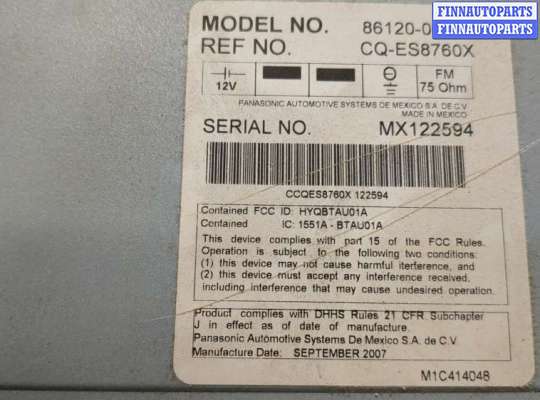 FINNAUTOPARTS
FINNAUTOPARTS
MODEL NO. 86120-0
REF NO. CQ-ES8760X
12V FM 75 Ohm
PANASONIC AUTOMOTIVE SYSTEMS DE MEXICO S.A. DE C.V
MADE IN MEXICO
SERIAL NO. MX122594
CCQES8760X 122594
Contained FCC ID: HYQBTAU01A
Contained IC: 1551A - BTAU01A
This device complies with part 15 of the FCC Rules.
Operation is subject to the following two conditions:
(1) this device may not cause harmful iterference, and
(2) this device must accept any interference received,
including interference that may cause undesired operation.
Product complies with DHHS Rules 21 CFR Subchapter
J in effect as of date of manufacture.
Panasonic Automotive Systems De Mexico S.A. de C.V.
Manufacture Date: SEPTEMBER 2007
M1C414048